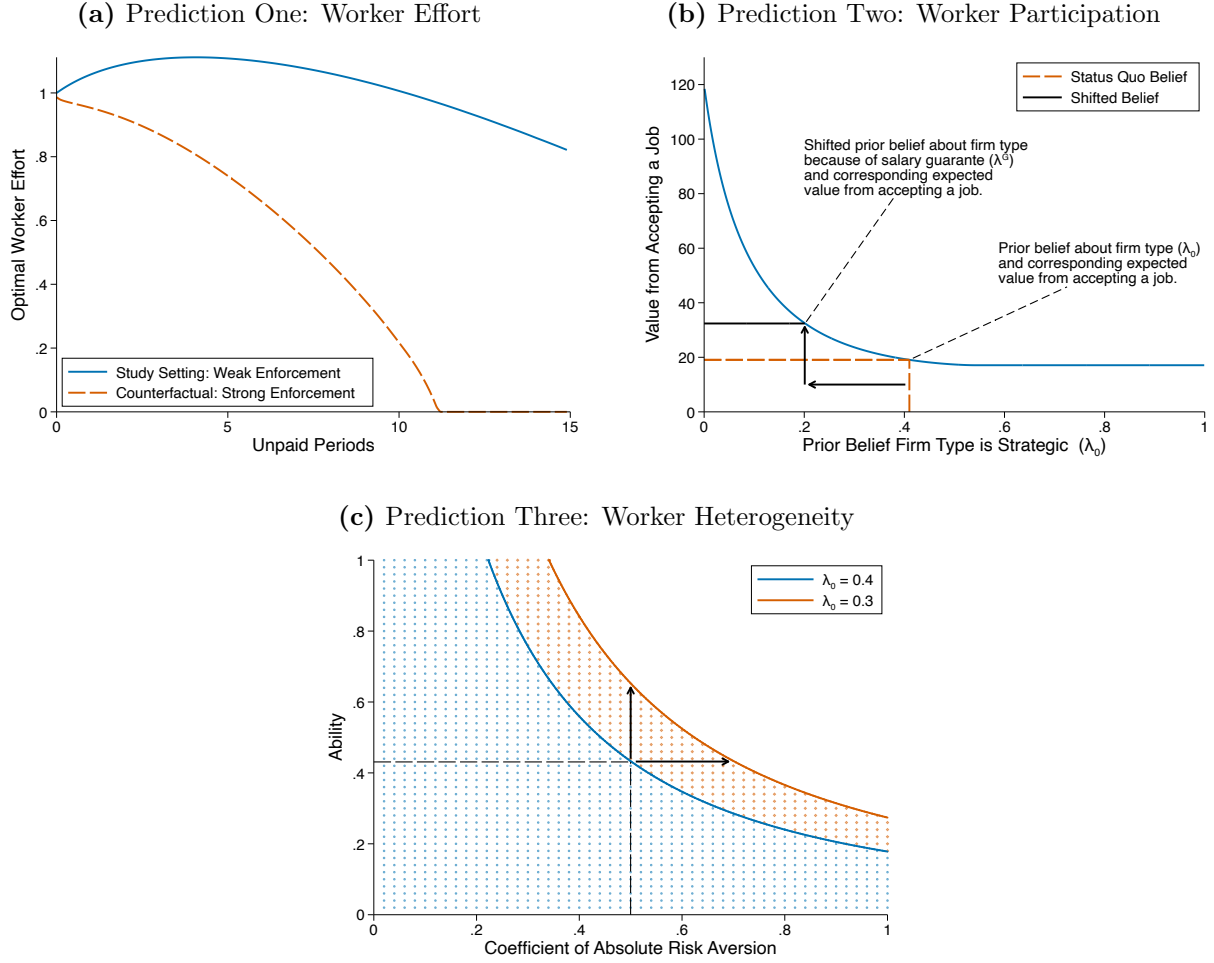 (a) Prediction One: Worker Effort
Optimal Worker Effort
1
.8
.6
.4
.2
0
Study Setting: Weak Enforcement
Counterfactual: Strong Enforcement
0
5
10
15
Unpaid Periods
(b) Prediction Two: Worker Participation
Value from Accepting a Job
120
100
80
60
40
20
0
Status Quo Belief
Shifted Belief
Shifted prior belief about firm type
because of salary guarante (λᴳ)
and corresponding expected
value from accepting a job.
Prior belief about firm type (λ₀)
and corresponding expected
value from accepting a job.
0
.2
.4
.6
.8
1
Prior Belief Firm Type is Strategic (λ₀)
(c) Prediction Three: Worker Heterogeneity
Ability
1
.8
.6
.4
.2
0
λ₀ = 0.4
λ₀ = 0.3
0
.2
.4
.6
.8
1
Coefficient of Absolute Risk Aversion